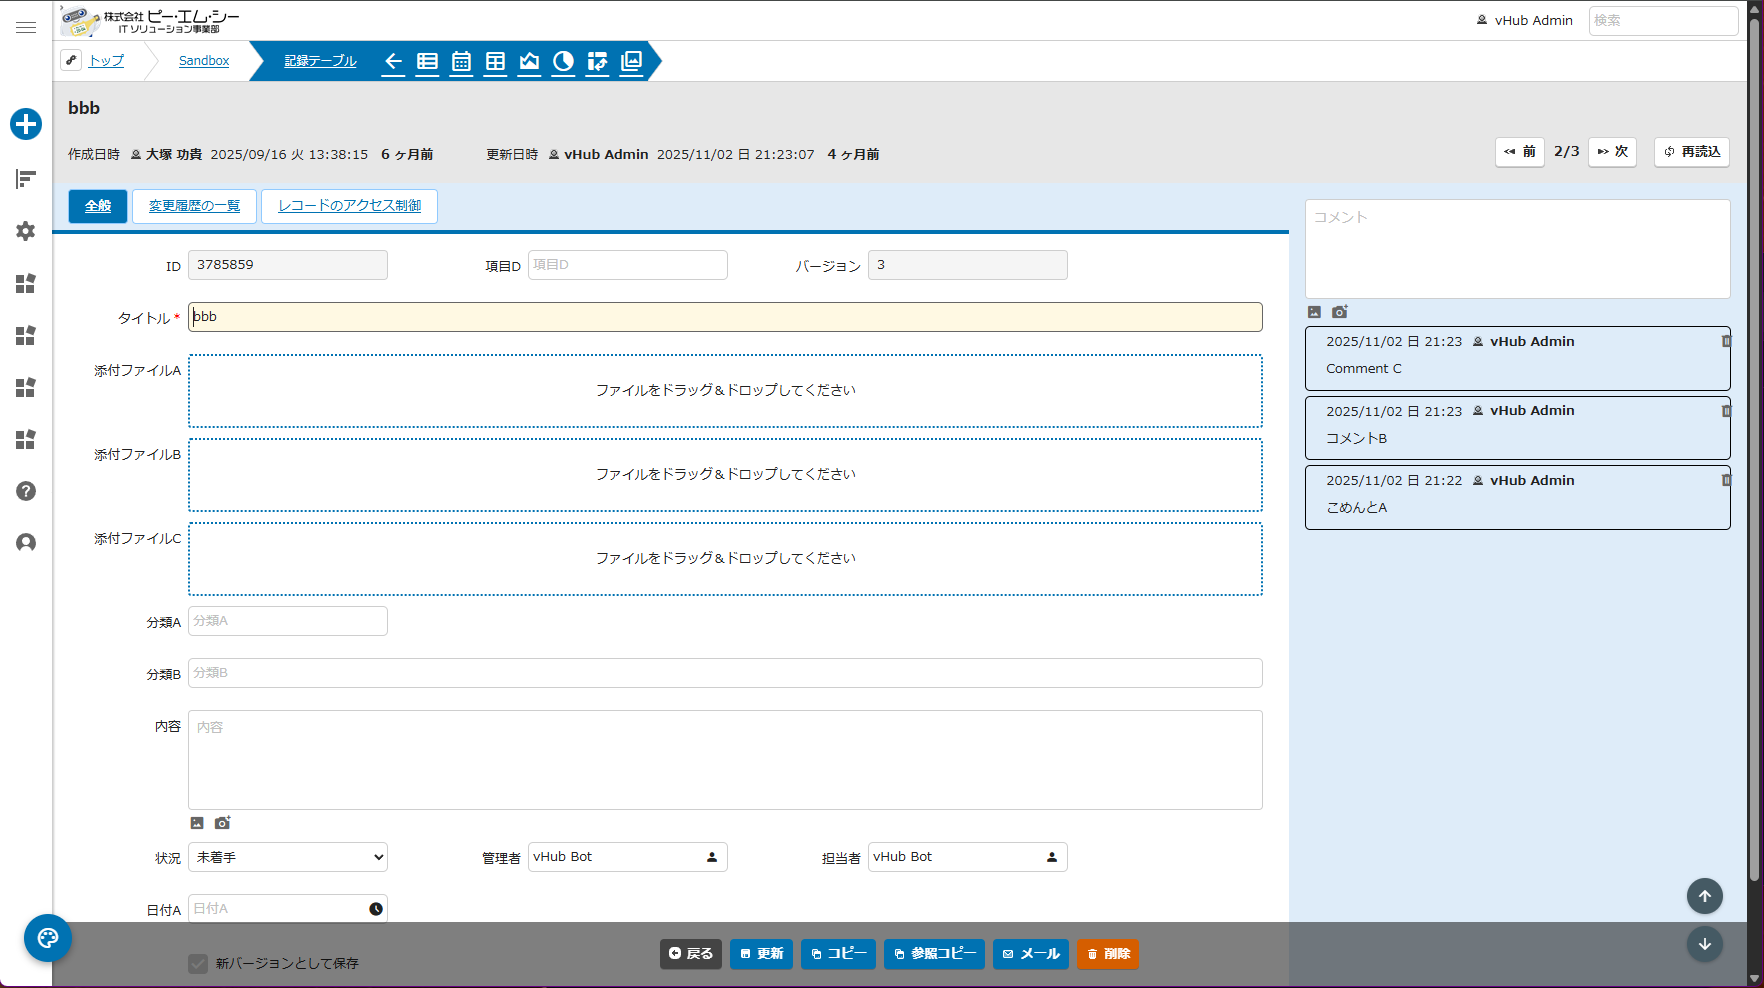 株式会社 ピー・エム・シー
ITソリューション事業部
vHub Admin
検索
トップ
Sandbox
記録テーブル
bbb
作成日時 大塚 功貴 2025/09/16 火 13:38:15 6 ヶ月前
更新日時 vHub Admin 2025/11/02 日 21:23:07 4 ヶ月前
前 2/3 次 再読込
全般
変更履歴の一覧
レコードのアクセス制御
ID 3785859
項目D 項目D
バージョン 3
タイトル * bbb
添付ファイルA
ファイルをドラッグ＆ドロップしてください
添付ファイルB
ファイルをドラッグ＆ドロップしてください
添付ファイルC
ファイルをドラッグ＆ドロップしてください
分類A 分類A
分類B 分類B
内容 内容
状況 未着手
管理者 vHub Bot
担当者 vHub Bot
日付A 日付A
新バージョンとして保存
コメント
2025/11/02 日 21:23 vHub Admin
Comment C
2025/11/02 日 21:23 vHub Admin
コメントB
2025/11/02 日 21:22 vHub Admin
こめんとA
戻る 更新 コピー 参照コピー メール 削除